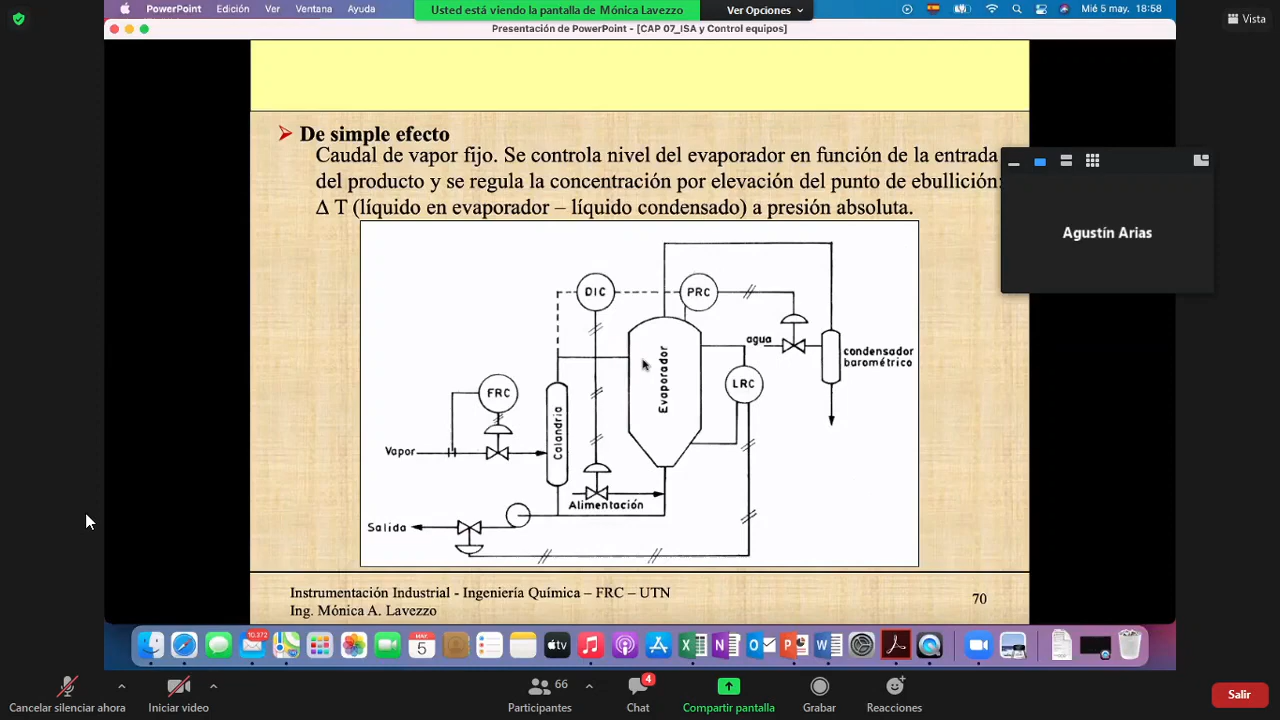 PowerPoint Edición Ver Ventana Ayuda
Usted está viendo la pantalla de Mónica Lavezzo
Ver Opciones
Mié 5 may. 18:58
Vista
Presentación de PowerPoint - [CAP 07_ISA y Control equipos]
De simple efecto
Caudal de vapor fijo. Se controla nivel del evaporador en función de la entrada
del producto y se regula la concentración por elevación del punto de ebullición:
Δ T (líquido en evaporador – líquido condensado) a presión absoluta.
Agustín Arias
DIC
PRC
agua
condensador
barométrico
Evaporador
LRC
FRC
Calandria
Vapor
Alimentación
Salida
Instrumentación Industrial - Ingeniería Química – FRC – UTN
Ing. Mónica A. Lavezzo
70
10.372
5
tv
Cancelar silenciar ahora
Iniciar video
66
Participantes
4
Chat
Compartir pantalla
Grabar
Reacciones
Salir